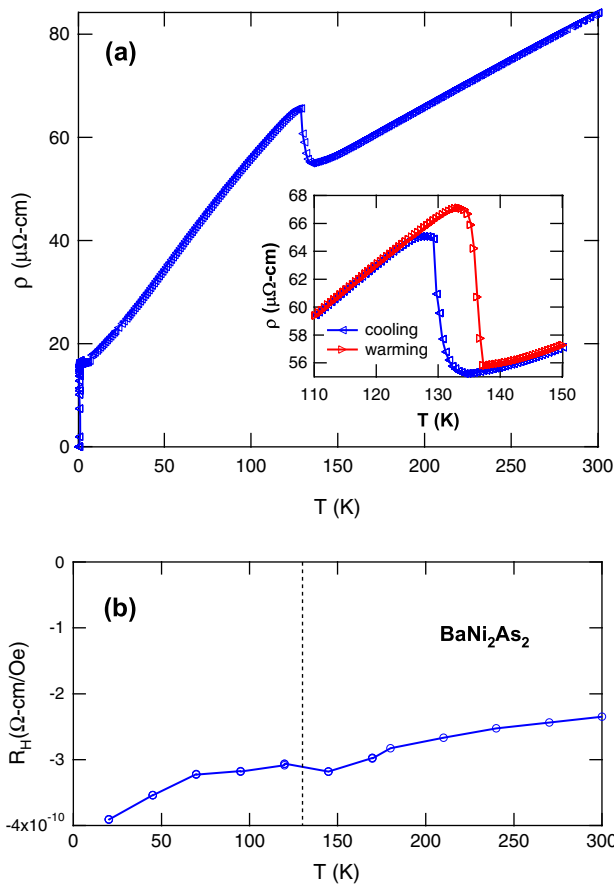 (a)
80
60
40
20
0
ρ (μΩ-cm)
0 50 100 150 200 250 300
T (K)
68
66
64
62
60
58
56
ρ (μΩ-cm)
cooling
warming
110 120 130 140 150
T (K)
(b)
BaNi₂As₂
0
-1
-2
-3
-4x10⁻¹⁰
R_H(Ω-cm/Oe)
0 50 100 150 200 250 300
T (K)